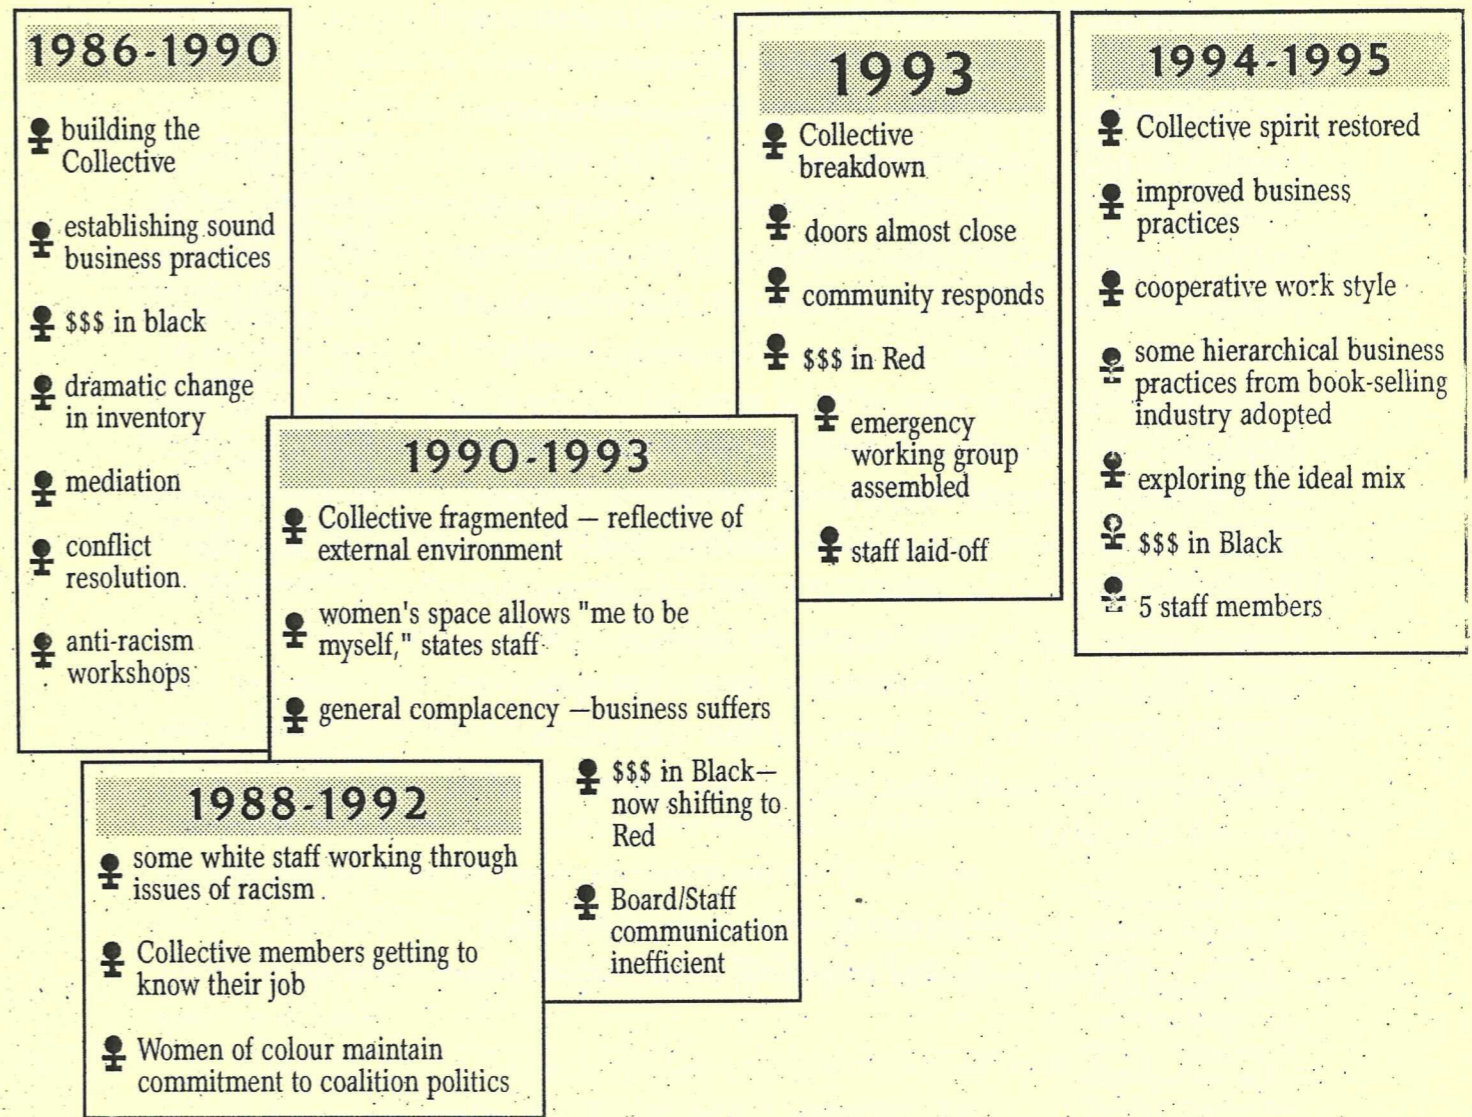 1986-1990
building the
Collective
establishing sound
business practices
$$$ in black
dramatic change
in inventory
mediation
conflict
resolution.
anti-racism
workshops
1988-1992
some white staff working through
issues of racism.
Collective members getting to
know their job
Women of colour maintain
commitment to coalition politics
1990-1993
Collective fragmented — reflective of
external environment
women's space allows "me to be
myself," states staff
general complacency —business suffers
$$$ in Black—
now shifting to
Red
Board/Staff
communication
inefficient
1993
Collective
breakdown
doors almost close
community responds
$$$ in Red
emergency
working group
assembled
staff laid-off
1994-1995
Collective spirit restored
improved business
practices
cooperative work style
some hierarchical business
practices from book-selling
industry adopted
exploring the ideal mix
$$$ in Black
5 staff members